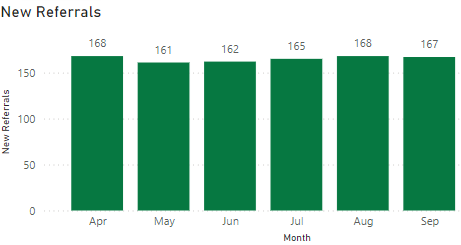 New Referrals
168 161 162 165 168 167
150
100
50
0
New Referrals
Apr May Jun Jul Aug Sep
Month